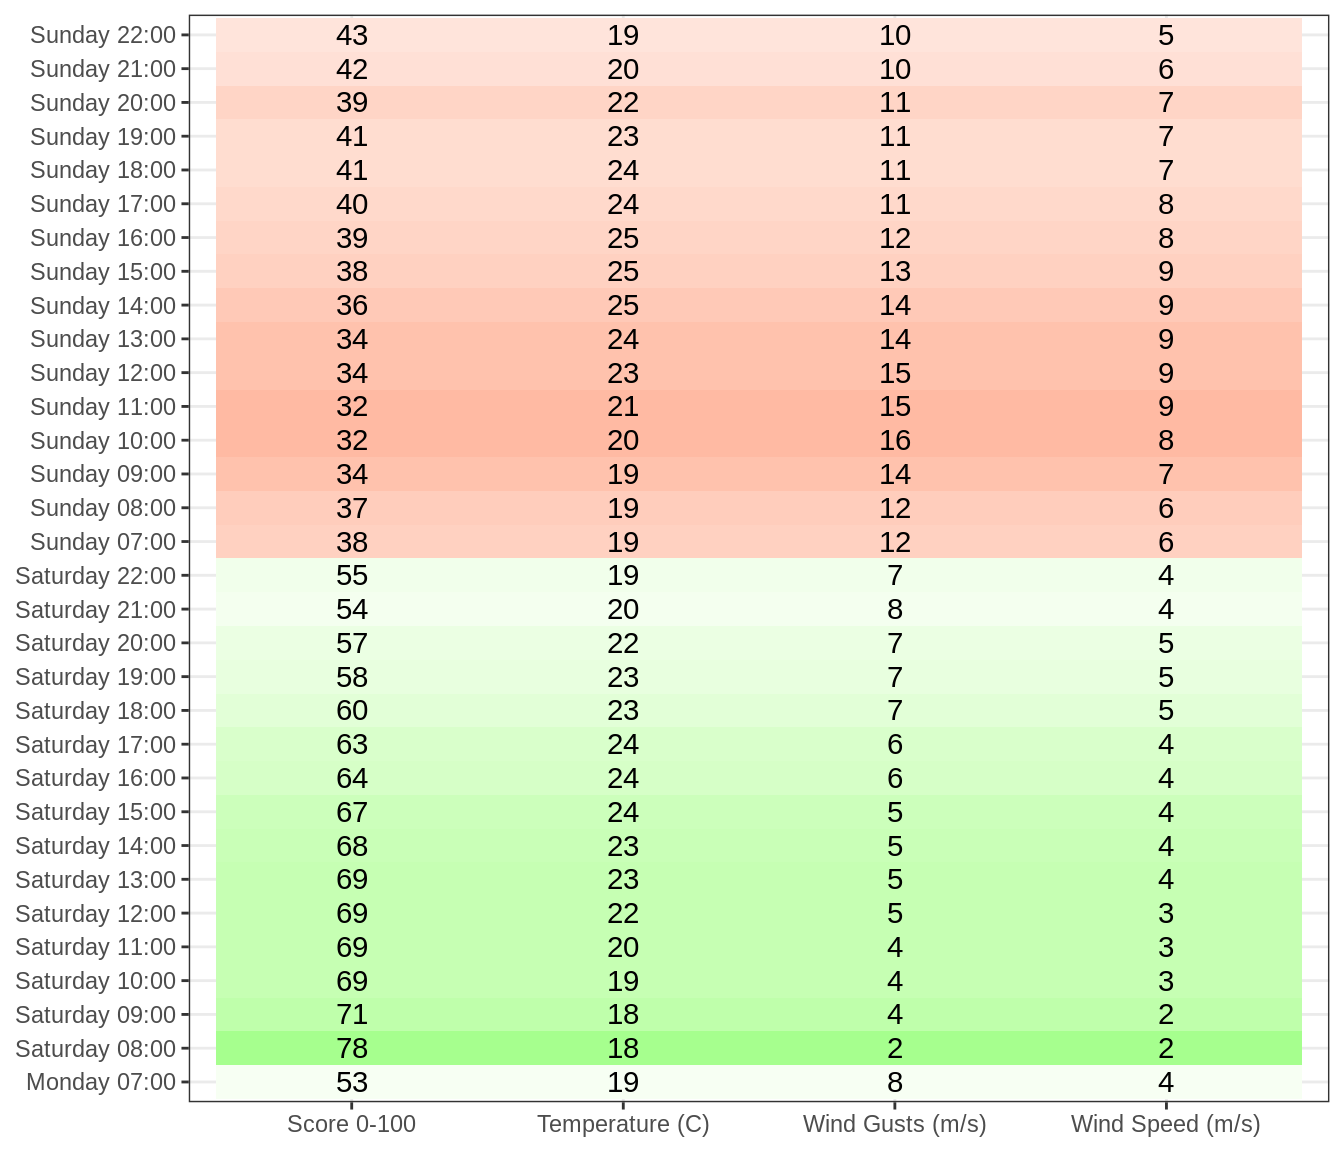 Sunday 22:00 43 19 10 5
Sunday 21:00 42 20 10 6
Sunday 20:00 39 22 11 7
Sunday 19:00 41 23 11 7
Sunday 18:00 41 24 11 7
Sunday 17:00 40 24 11 8
Sunday 16:00 39 25 12 8
Sunday 15:00 38 25 13 9
Sunday 14:00 36 25 14 9
Sunday 13:00 34 24 14 9
Sunday 12:00 34 23 15 9
Sunday 11:00 32 21 15 9
Sunday 10:00 32 20 16 8
Sunday 09:00 34 19 14 7
Sunday 08:00 37 19 12 6
Sunday 07:00 38 19 12 6
Saturday 22:00 55 19 7 4
Saturday 21:00 54 20 8 4
Saturday 20:00 57 22 7 5
Saturday 19:00 58 23 7 5
Saturday 18:00 60 23 7 5
Saturday 17:00 63 24 6 4
Saturday 16:00 64 24 6 4
Saturday 15:00 67 24 5 4
Saturday 14:00 68 23 5 4
Saturday 13:00 69 23 5 4
Saturday 12:00 69 22 5 3
Saturday 11:00 69 20 4 3
Saturday 10:00 69 19 4 3
Saturday 09:00 71 18 4 2
Saturday 08:00 78 18 2 2
Monday 07:00 53 19 8 4
Score 0-100 Temperature (C) Wind Gusts (m/s) Wind Speed (m/s)